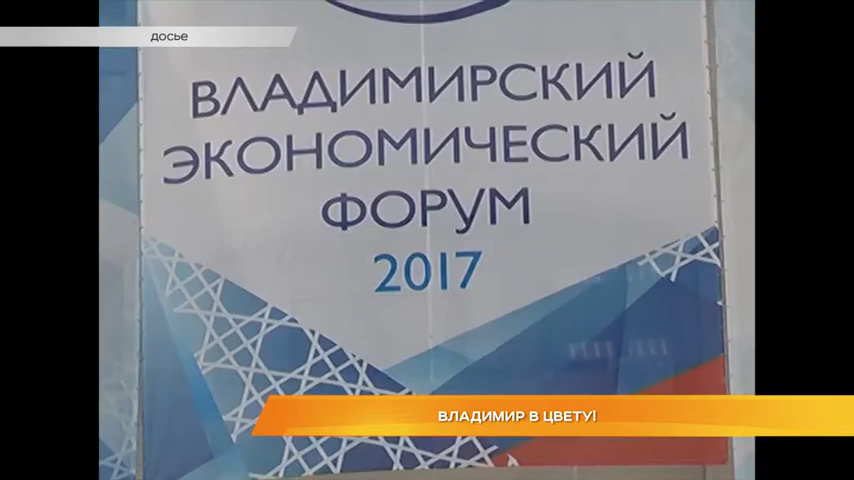 досье
ВЛАДИМИРСКИЙ
ЭКОНОМИЧЕСКИЙ
ФОРУМ
2017
ВЛАДИМИР В ЦВЕТУ!